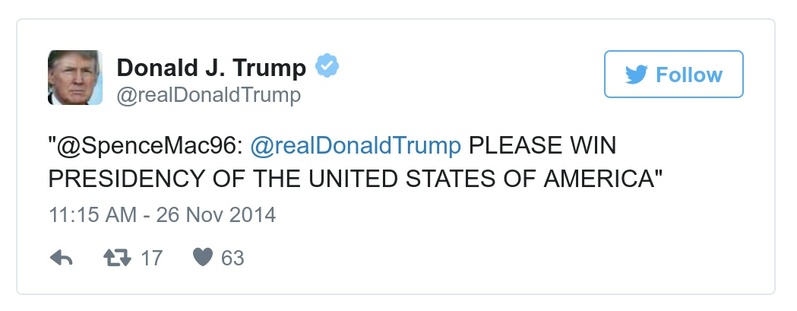 Donald J. Trump
@realDonaldTrump
Follow
"@SpenceMac96: @realDonaldTrump PLEASE WIN
PRESIDENCY OF THE UNITED STATES OF AMERICA"
11:15 AM - 26 Nov 2014
17 63